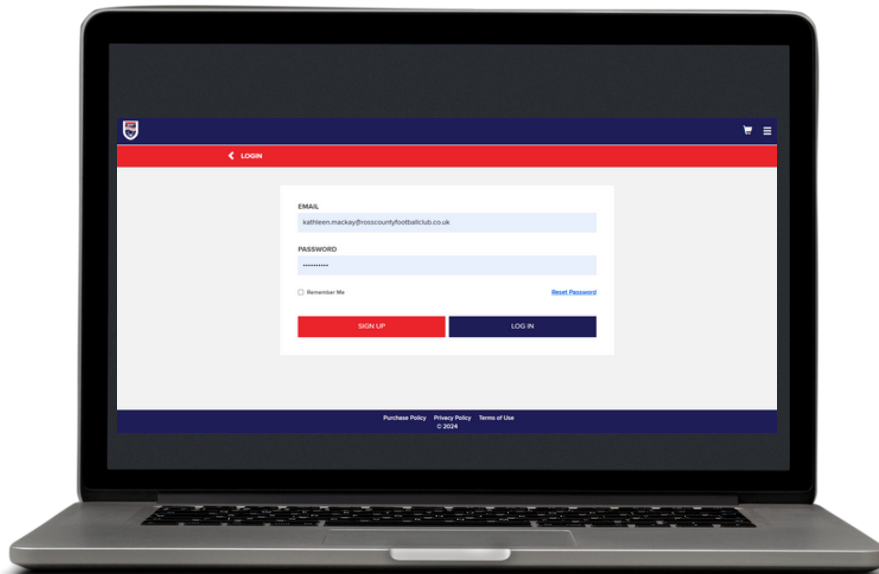 LOGIN
EMAIL
kathleen.mackay@rosscountyfootballclub.co.uk
PASSWORD
••••••••••
Remember Me
Reset Password
SIGN UP
LOG IN
Purchase Policy Privacy Policy Terms of Use
© 2024